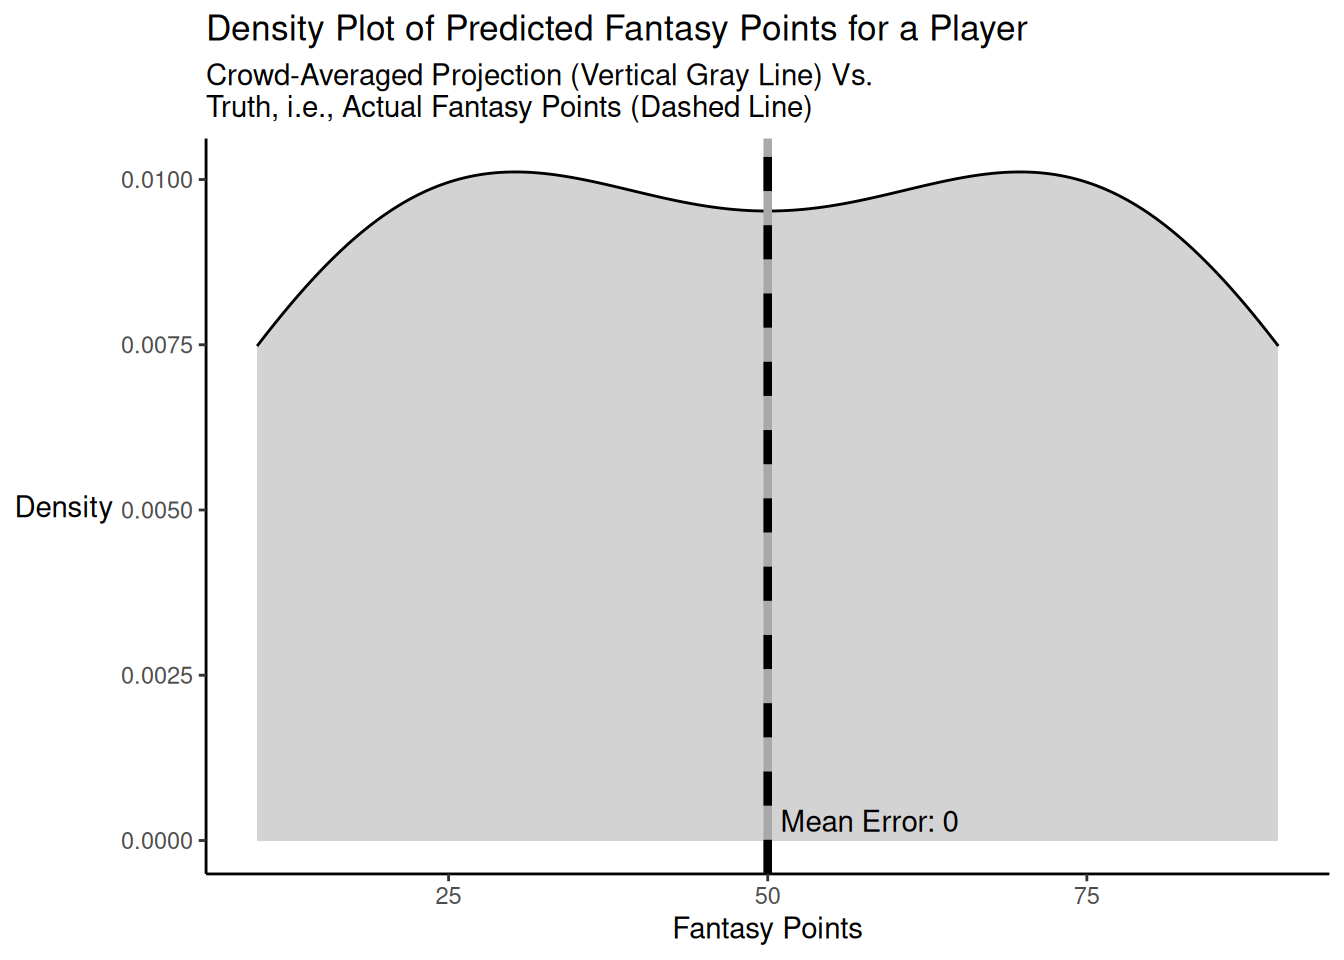 Density Plot of Predicted Fantasy Points for a Player
Crowd-Averaged Projection (Vertical Gray Line) Vs.
Truth, i.e., Actual Fantasy Points (Dashed Line)
0.0100
0.0075
Density
0.0050
0.0025
0.0000
Mean Error: 0
25
50
75
Fantasy Points